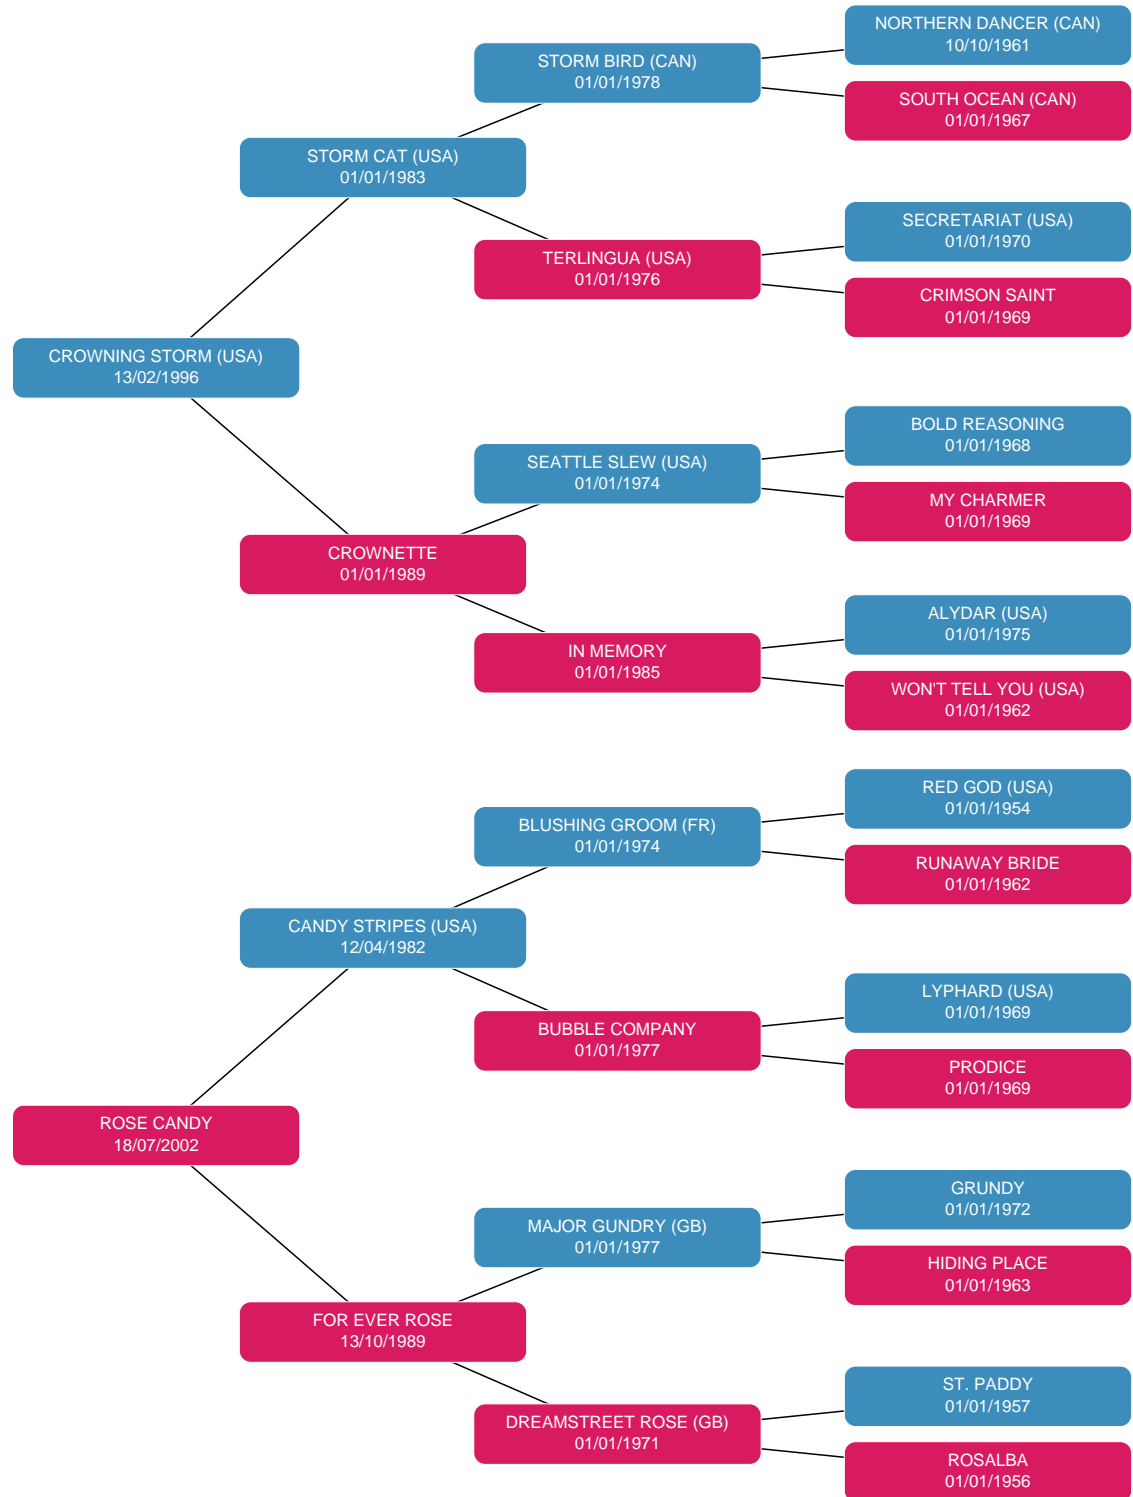 NORTHERN DANCER (CAN)
10/10/1961
STORM BIRD (CAN)
01/01/1978
SOUTH OCEAN (CAN)
01/01/1967
STORM CAT (USA)
01/01/1983
SECRETARIAT (USA)
01/01/1970
TERLINGUA (USA)
01/01/1976
CRIMSON SAINT
01/01/1969
CROWNING STORM (USA)
13/02/1996
BOLD REASONING
01/01/1968
SEATTLE SLEW (USA)
01/01/1974
MY CHARMER
01/01/1969
CROWNETTE
01/01/1989
ALYDAR (USA)
01/01/1975
IN MEMORY
01/01/1985
WON'T TELL YOU (USA)
01/01/1962
RED GOD (USA)
01/01/1954
BLUSHING GROOM (FR)
01/01/1974
RUNAWAY BRIDE
01/01/1962
CANDY STRIPES (USA)
12/04/1982
LYPHARD (USA)
01/01/1969
BUBBLE COMPANY
01/01/1977
PRODICE
01/01/1969
ROSE CANDY
18/07/2002
GRUNDY
01/01/1972
MAJOR GUNDRY (GB)
01/01/1977
HIDING PLACE
01/01/1963
FOR EVER ROSE
13/10/1989
ST. PADDY
01/01/1957
DREAMSTREET ROSE (GB)
01/01/1971
ROSALBA
01/01/1956